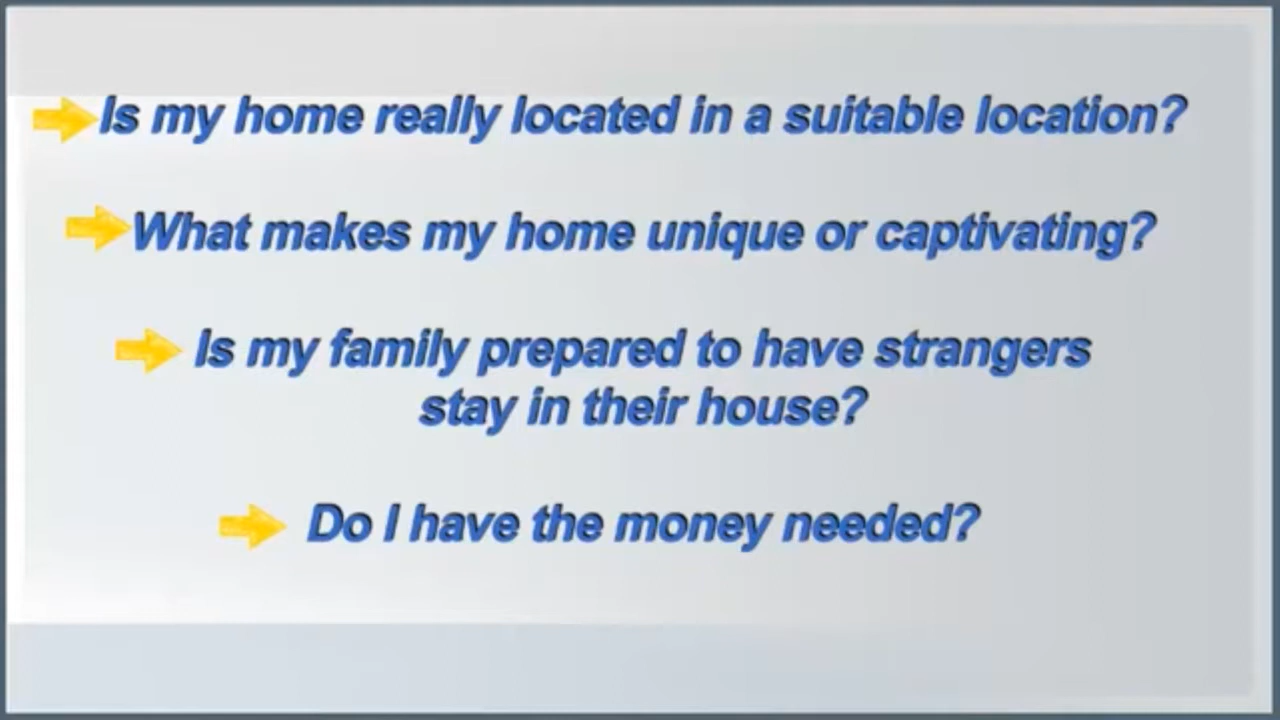 Is my home really located in a suitable location?
What makes my home unique or captivating?
Is my family prepared to have strangers
stay in their house?
Do I have the money needed?